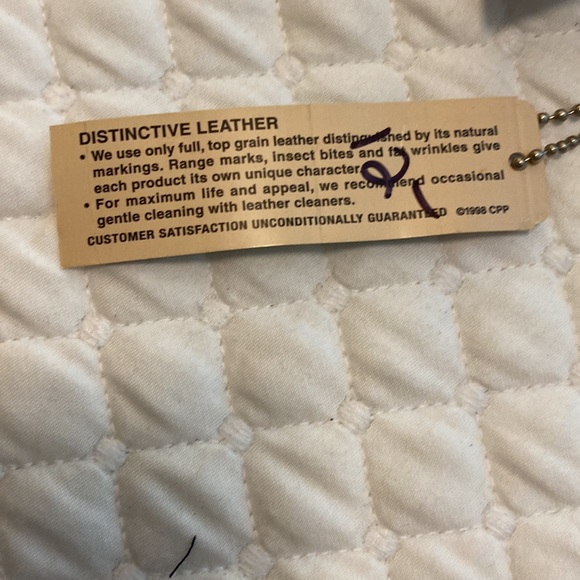 DISTINCTIVE LEATHER
• We use only full, top grain leather distinguished by its natural
markings. Range marks, insect bites and fat wrinkles give
each product its own unique character.
• For maximum life and appeal, we recommend occasional
gentle cleaning with leather cleaners.
CUSTOMER SATISFACTION UNCONDITIONALLY GUARANTEED ©1998 CPP